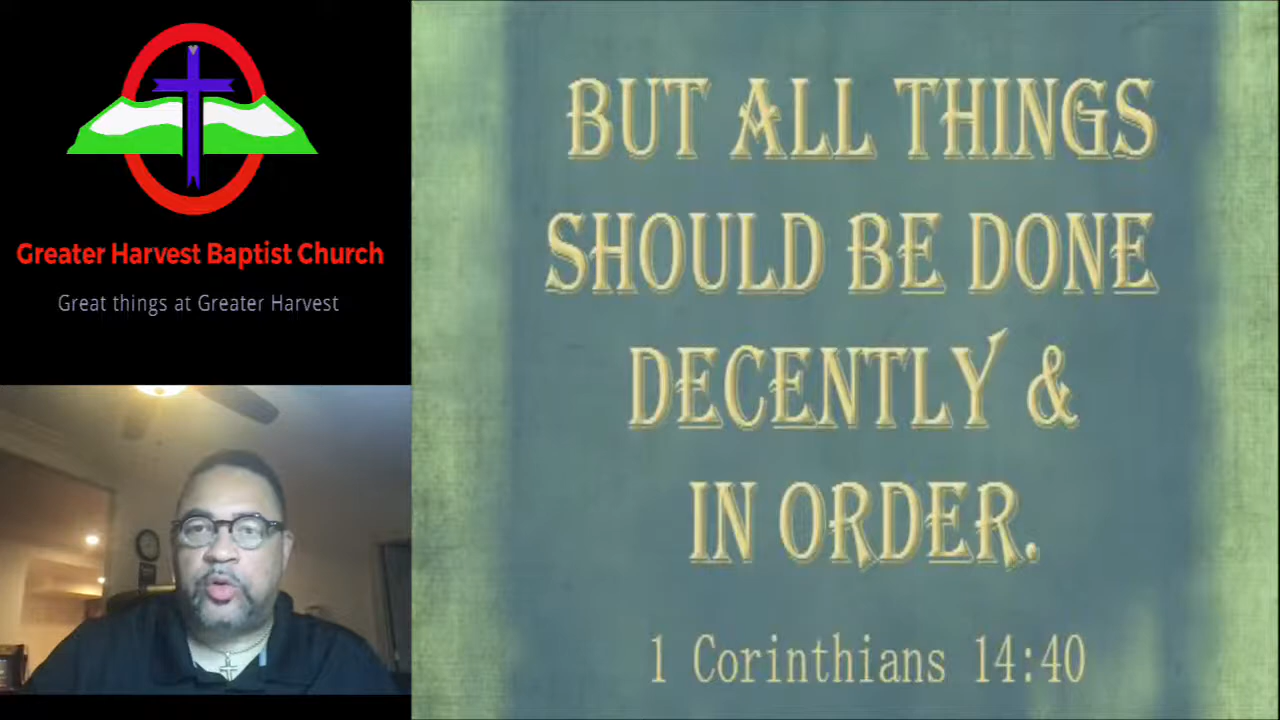 Greater Harvest Baptist Church
Great things at Greater Harvest
BUT ALL THINGS
SHOULD BE DONE
DECENTLY &
IN ORDER.
1 Corinthians 14:40